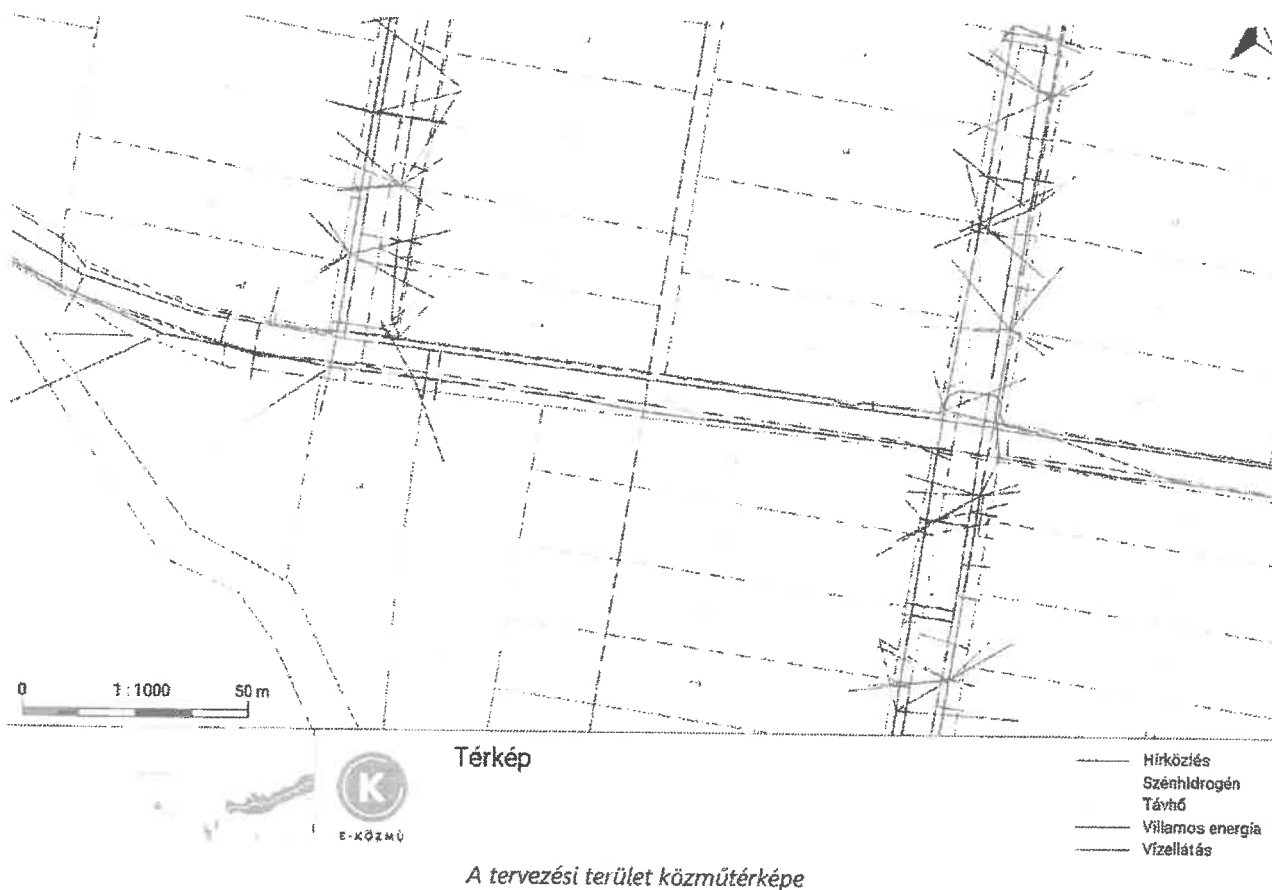 0 1:1000 50 m
Térkép
K
E-KÖZMŰ
Hírközlés
Szénhidrogén
Távhő
Villamos energia
Vízellátás
A tervezési terület közműtérképe